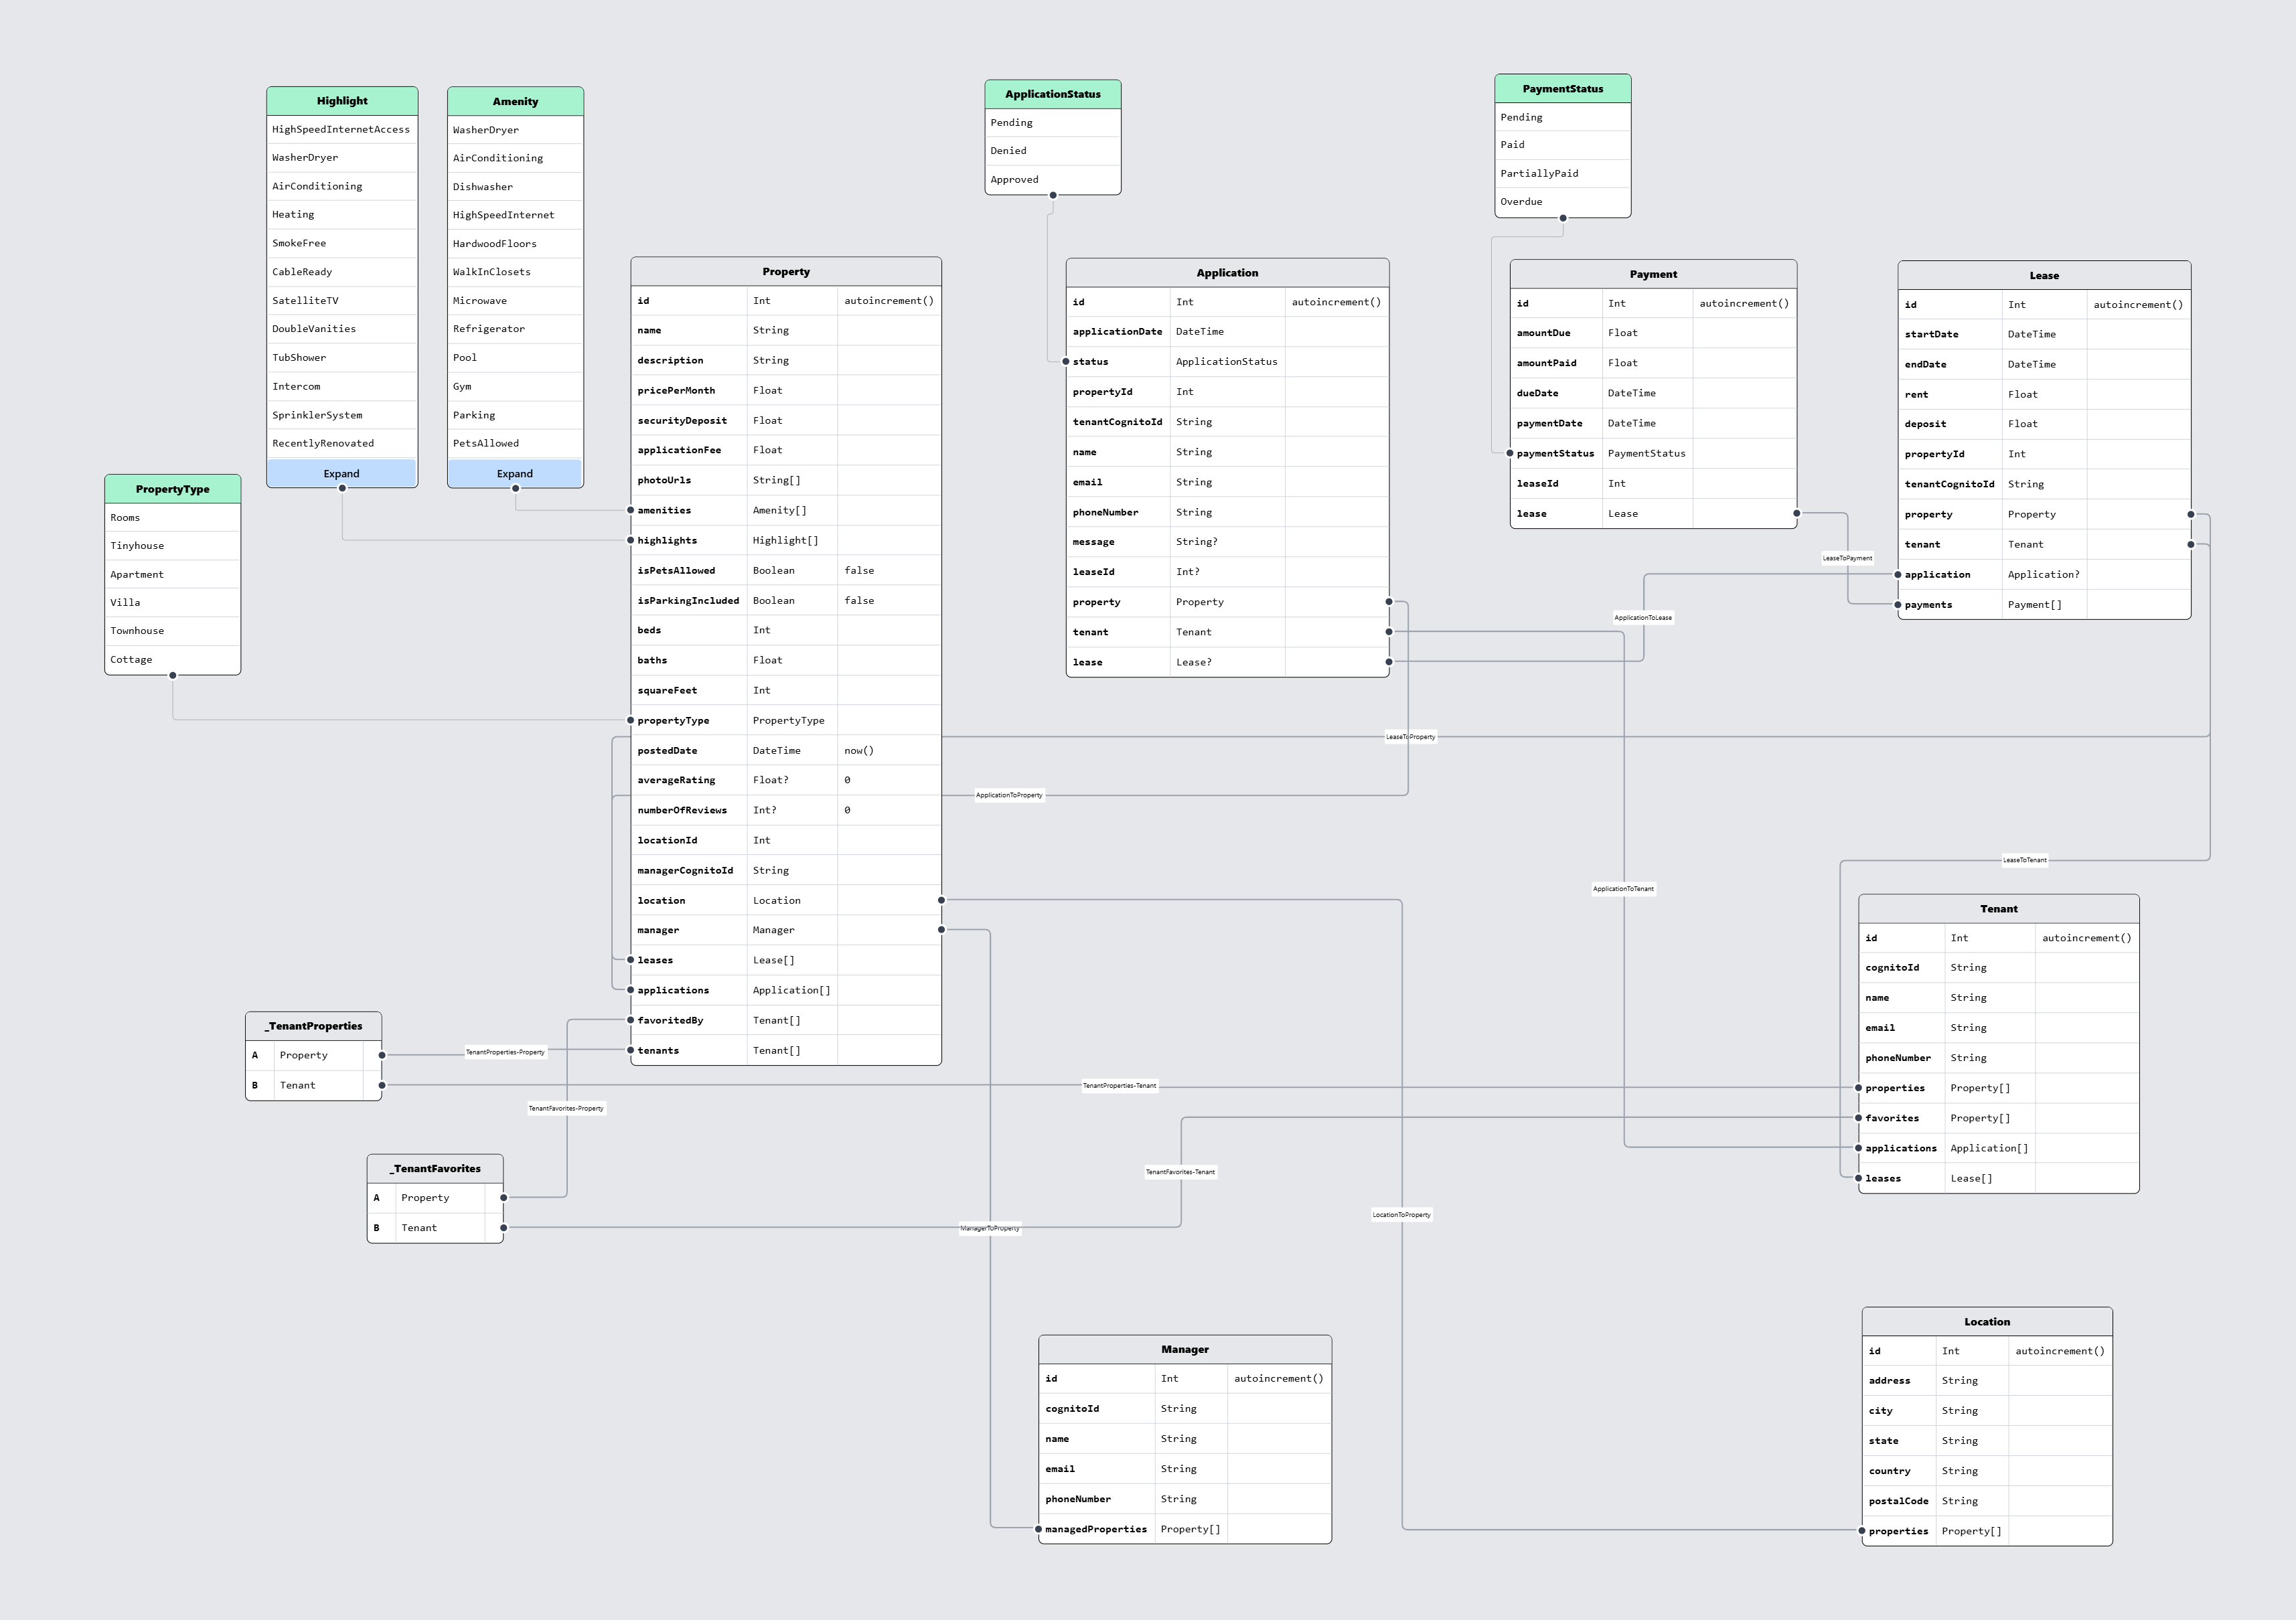 Highlight
HighSpeedInternetAccess
WasherDryer
AirConditioning
Heating
SmokeFree
CableReady
SatelliteTV
DoubleVanities
TubShower
Intercom
SprinklerSystem
RecentlyRenovated
Expand
Amenity
WasherDryer
AirConditioning
Dishwasher
HighSpeedInternet
HardwoodFloors
WalkInClosets
Microwave
Refrigerator
Pool
Gym
Parking
PetsAllowed
Expand
ApplicationStatus
Pending
Denied
Approved
PaymentStatus
Pending
Paid
PartiallyPaid
Overdue
PropertyType
Rooms
Tinyhouse
Apartment
Villa
Townhouse
Cottage
Property
id Int autoincrement()
name String
description String
pricePerMonth Float
securityDeposit Float
applicationFee Float
photoUrls String[]
amenities Amenity[]
highlights Highlight[]
isPetsAllowed Boolean false
isParkingIncluded Boolean false
beds Int
baths Float
squareFeet Int
propertyType PropertyType
postedDate DateTime now()
averageRating Float? 0
numberOfReviews Int? 0
locationId Int
managerCognitoId String
location Location
manager Manager
leases Lease[]
applications Application[]
favoritedBy Tenant[]
tenants Tenant[]
Application
id Int autoincrement()
applicationDate DateTime
status ApplicationStatus
propertyId Int
tenantCognitoId String
name String
email String
phoneNumber String
message String?
leaseId Int?
property Property
tenant Tenant
lease Lease?
Payment
id Int autoincrement()
amountDue Float
amountPaid Float
dueDate DateTime
paymentDate DateTime
paymentStatus PaymentStatus
leaseId Int
lease Lease
Lease
id Int autoincrement()
startDate DateTime
endDate DateTime
rent Float
deposit Float
propertyId Int
tenantCognitoId String
property Property
tenant Tenant
application Application?
payments Payment[]
LeaseToPayment
ApplicationToLease
LeaseToProperty
ApplicationToProperty
LeaseToTenant
ApplicationToTenant
Tenant
id Int autoincrement()
cognitoId String
name String
email String
phoneNumber String
properties Property[]
favorites Property[]
applications Application[]
leases Lease[]
_TenantProperties
A Property
B Tenant
TenantProperties-Property
TenantProperties-Tenant
TenantFavorites-Property
_TenantFavorites
A Property
B Tenant
TenantFavorites-Tenant
ManagerToProperty
LocationToProperty
Manager
id Int autoincrement()
cognitoId String
name String
email String
phoneNumber String
managedProperties Property[]
Location
id Int autoincrement()
address String
city String
state String
country String
postalCode String
properties Property[]